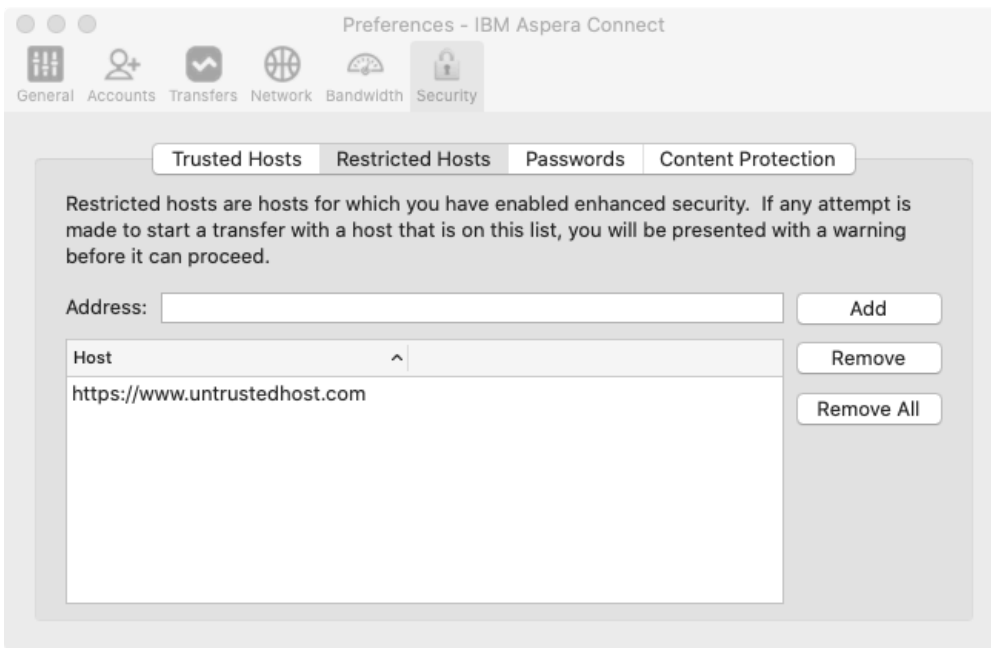 Preferences - IBM Aspera Connect
General Accounts Transfers Network Bandwidth Security
Trusted Hosts Restricted Hosts Passwords Content Protection
Restricted hosts are hosts for which you have enabled enhanced security. If any attempt is
made to start a transfer with a host that is on this list, you will be presented with a warning
before it can proceed.
Address: Add
Host Remove
https://www.untrustedhost.com
Remove All